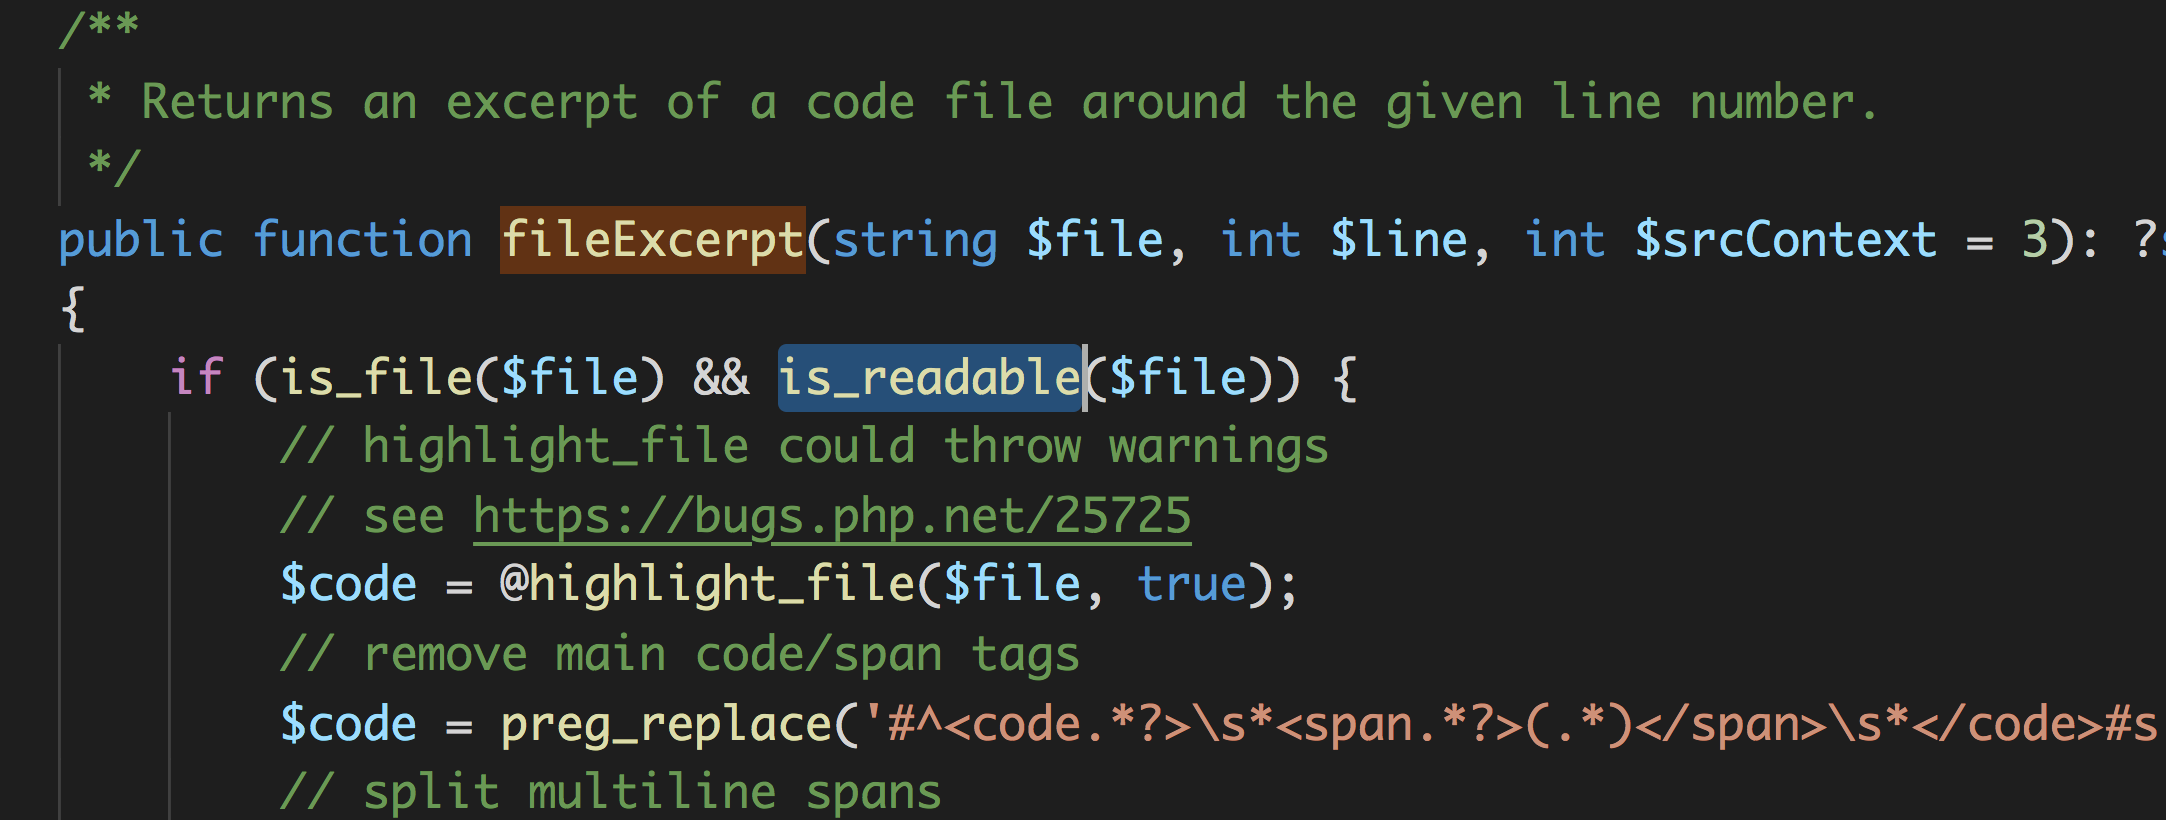 /**
* Returns an excerpt of a code file around the given line number.
*/
public function fileExcerpt(string $file, int $line, int $srcContext = 3): ?
{
if (is_file($file) && is_readable($file)) {
// highlight_file could throw warnings
// see https://bugs.php.net/25725
$code = @highlight_file($file, true);
// remove main code/span tags
$code = preg_replace('#^<code.*?>\s*<span.*?>(.*)</span>\s*</code>#s
// split multiline spans